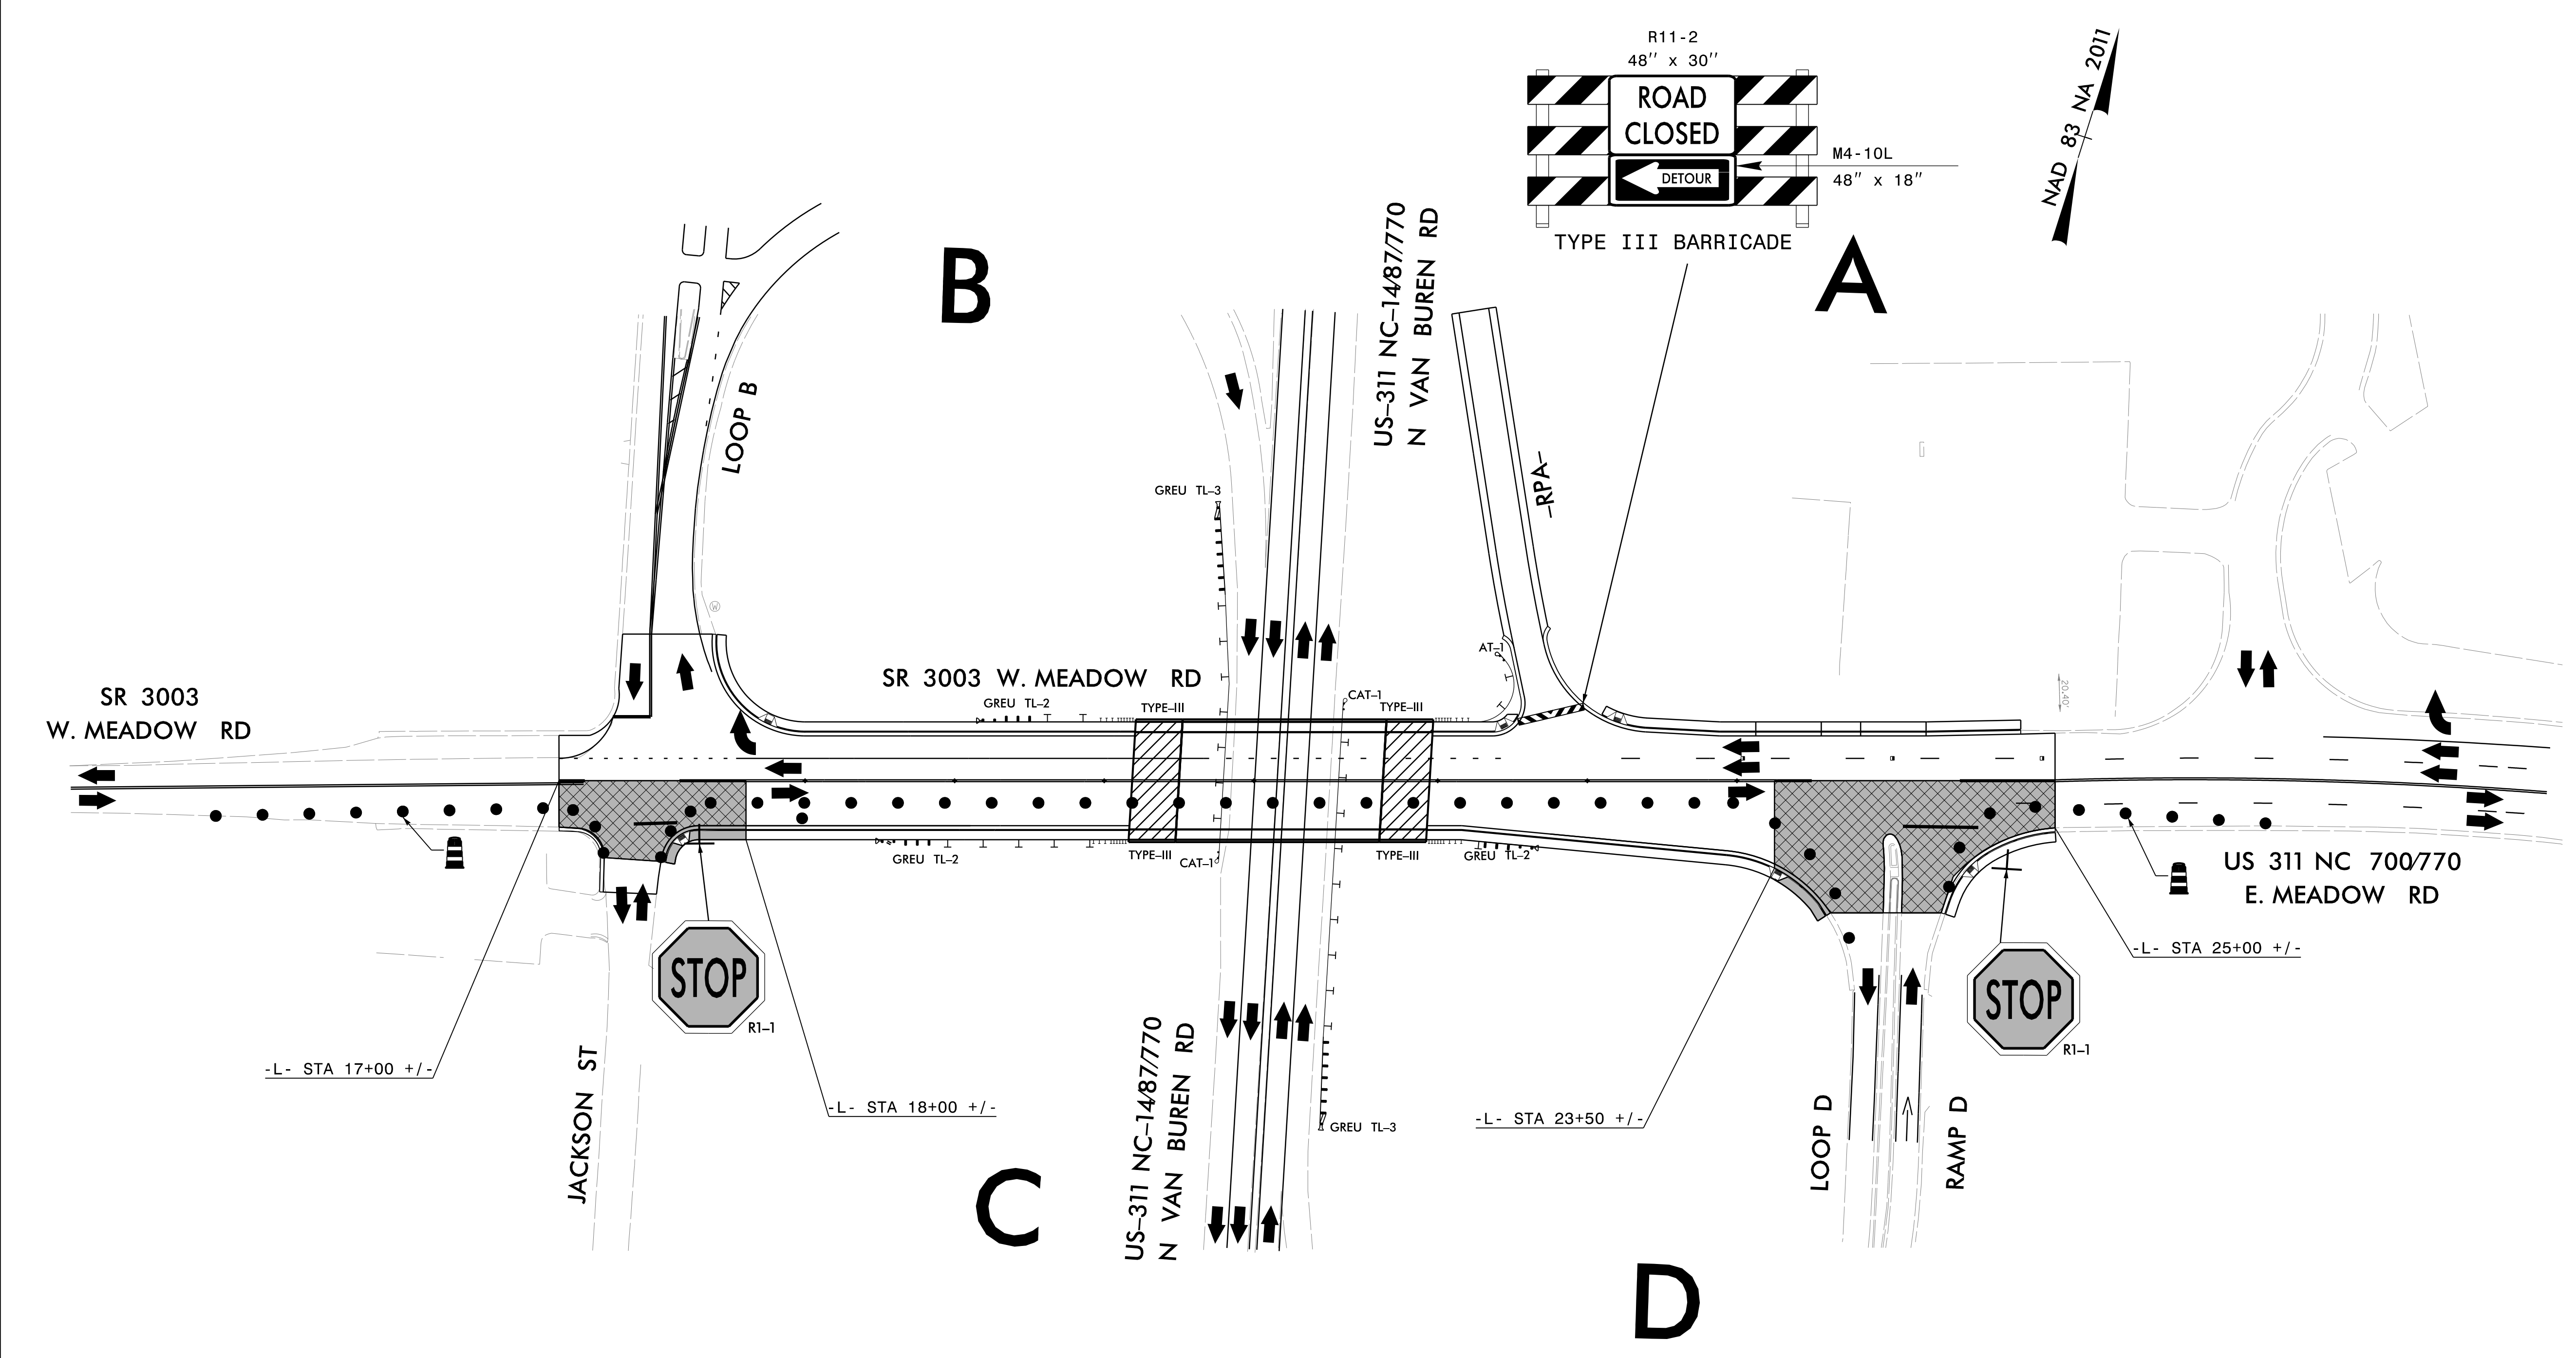 R11-2
48" x 30"
ROAD
CLOSED
DETOUR
M4-10L
48" x 18"
TYPE III BARRICADE
NAD 83 NA 2011
A
B
US-311 NC-14/87/770
N VAN BUREN RD
LOOP B
-RPA-
GREU TL-3
W
AT-1
SR 3003
W. MEADOW RD
SR 3003 W. MEADOW RD
GREU TL-2
TYPE-III
CAT-1
TYPE-III
20,40'
GREU TL-2
TYPE-III
CAT-1
TYPE-III
GREU TL-2
US 311 NC 700/770
E. MEADOW RD
STOP
R1-1
STOP
R1-1
-L- STA 25+00 +/-
-L- STA 17+00 +/-
-L- STA 18+00 +/-
-L- STA 23+50 +/-
GREU TL-3
JACKSON ST
US-311 NC-14/87/770
N VAN BUREN RD
LOOP D
RAMP D
C
D